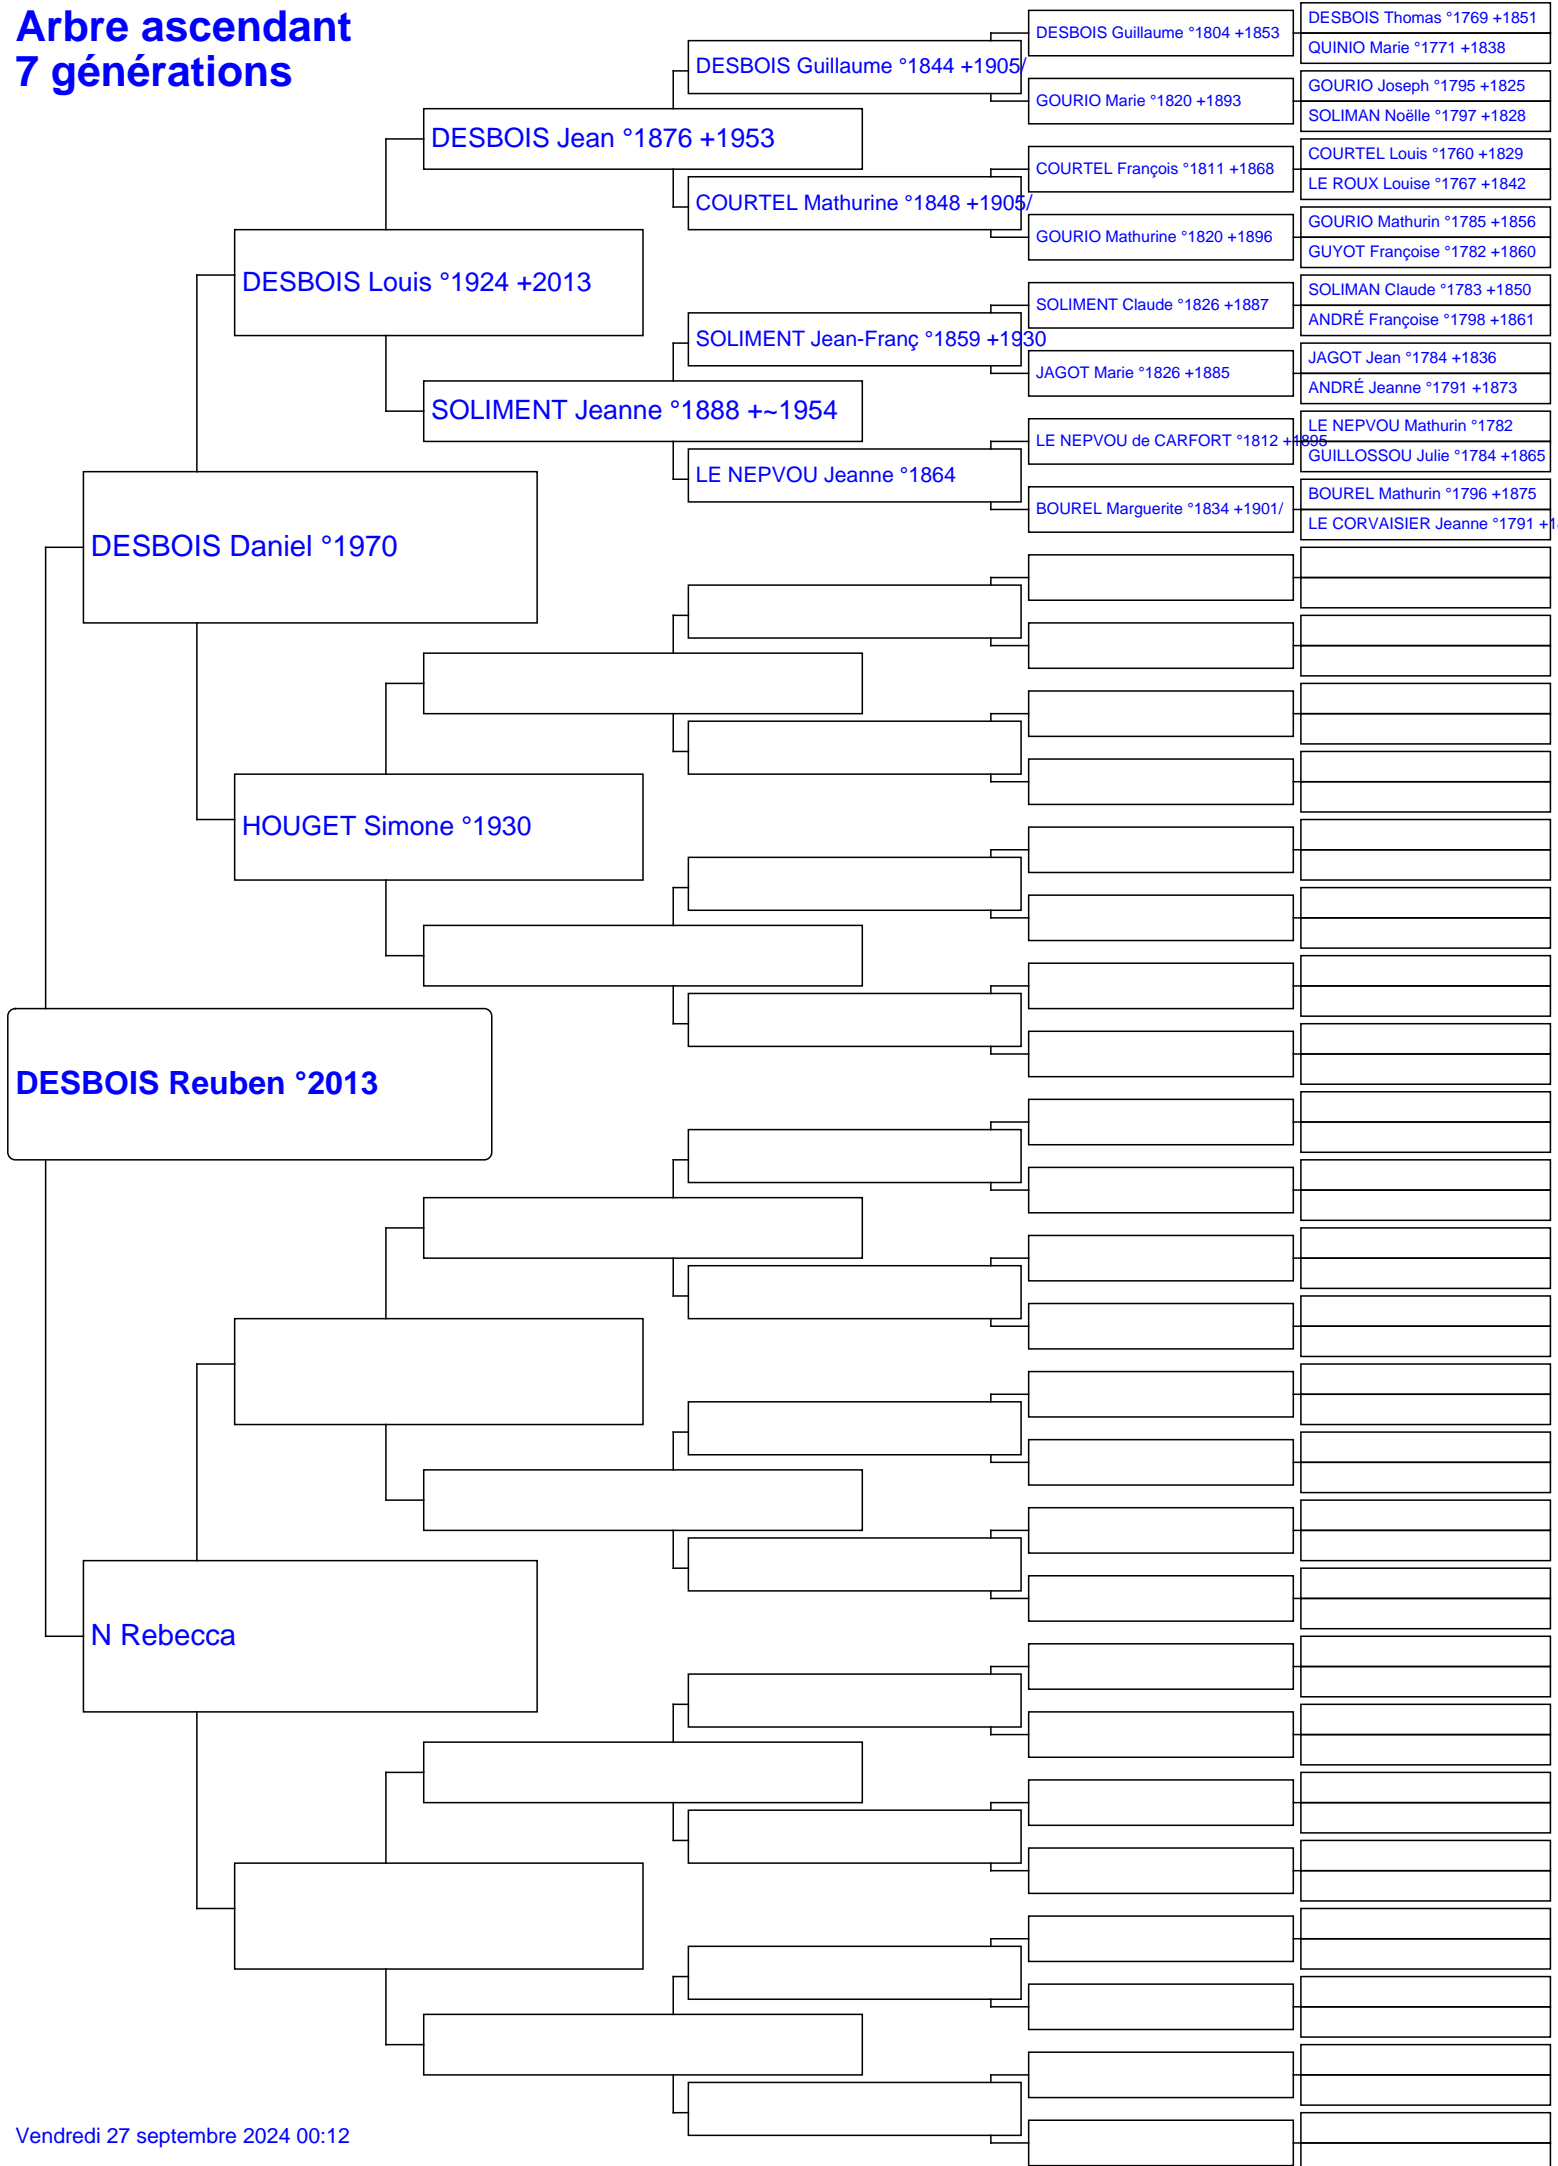 Arbre ascendant
7 générations
DESBOIS Reuben °2013
DESBOIS Daniel °1970
N Rebecca
DESBOIS Louis °1924 +2013
HOUGET Simone °1930
DESBOIS Jean °1876 +1953
SOLIMENT Jeanne °1888 +~1954
DESBOIS Guillaume °1844 +1905/
COURTEL Mathurine °1848 +1905/
SOLIMENT Jean-Franç °1859 +1930
LE NEPVOU Jeanne °1864
DESBOIS Guillaume °1804 +1853
GOURIO Marie °1820 +1893
COURTEL François °1811 +1868
GOURIO Mathurine °1820 +1896
SOLIMENT Claude °1826 +1887
JAGOT Marie °1826 +1885
LE NEPVOU de CARFORT °1812 +1895
BOUREL Marguerite °1834 +1901/
DESBOIS Thomas °1769 +1851
QUINIO Marie °1771 +1838
GOURIO Joseph °1795 +1825
SOLIMAN Noëlle °1797 +1828
COURTEL Louis °1760 +1829
LE ROUX Louise °1767 +1842
GOURIO Mathurin °1785 +1856
GUYOT Françoise °1782 +1860
SOLIMAN Claude °1783 +1850
ANDRÉ Françoise °1798 +1861
JAGOT Jean °1784 +1836
ANDRÉ Jeanne °1791 +1873
LE NEPVOU Mathurin °1782
GUILLOSSOU Julie °1784 +1865
BOUREL Mathurin °1796 +1875
LE CORVAISIER Jeanne °1791
Vendredi 27 septembre 2024 00:12